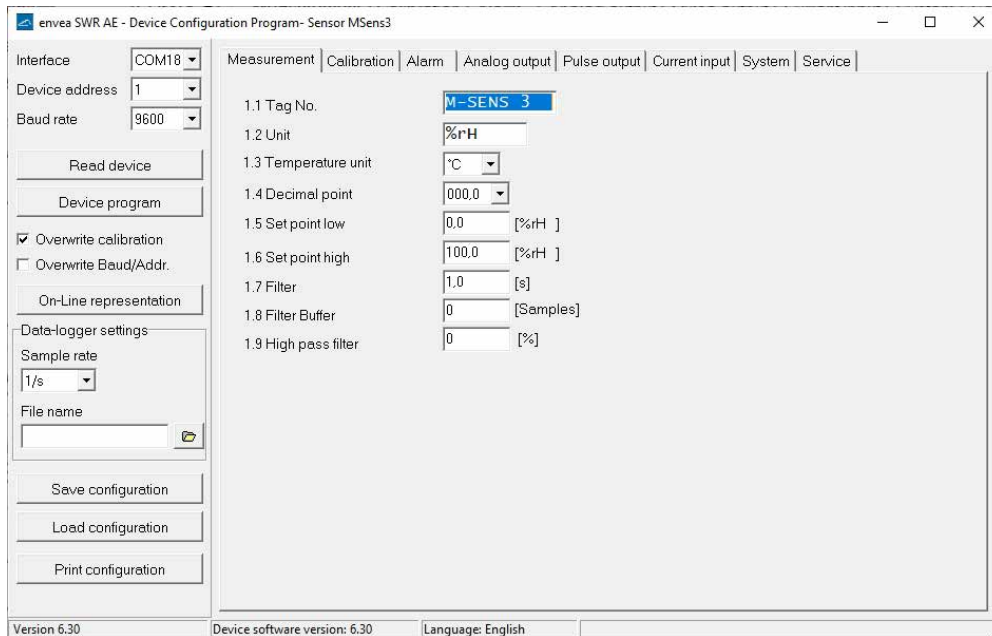 envea SWR AE - Device Configuration Program- Sensor MSens3
Interface COM18
Device address 1
Baud rate 9600
Read device
Device program
Overwrite calibration
Overwrite Baud/Addr.
On-Line representation
Data-logger settings
Sample rate
1/s
File name
Save configuration
Load configuration
Print configuration
Measurement Calibration Alarm Analog output Pulse output Current input System Service
1.1 Tag No. M-SENS 3
1.2 Unit %rH
1.3 Temperature unit °C
1.4 Decimal point 000,0
1.5 Set point low 0,0 [%rH ]
1.6 Set point high 100,0 [%rH ]
1.7 Filter 1,0 [s]
1.8 Filter Buffer 0 [Samples]
1.9 High pass filter 0 [%]
Version 6.30 Device software version: 6.30 Language: English